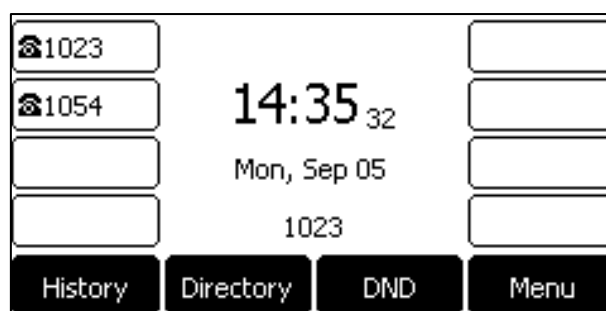 ☎1023
☎1054
14:35 32
Mon, Sep 05
1023
History Directory DND Menu